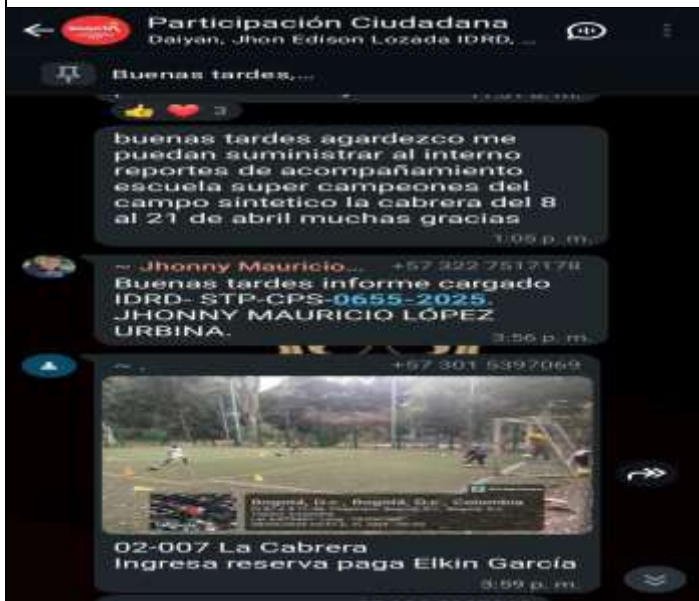 Participación Ciudadana
Daiyan, Jhon Edison Lozada IDRD, ...
Buenas tardes,...
3
buenas tardes agardezco me
puedan suministrar al interno
reportes de acompañamiento
escuela super campeones del
campo sintetico la cabrera del 8
al 21 de abril muchas gracias
1:05 p. m.
~ Jhonny Mauricio... +57 322 7517178
Buenas tardes informe cargado
IDRD- STP-CPS-0655-2025.
JHONNY MAURICIO LÓPEZ
URBINA.
3:56 p. m.
~ . +57 301 5397069
Bogotá, D.c., Bogotá, D.c., Colombia
02-007 La Cabrera
Ingresa reserva paga Elkin García
3:59 p. m.